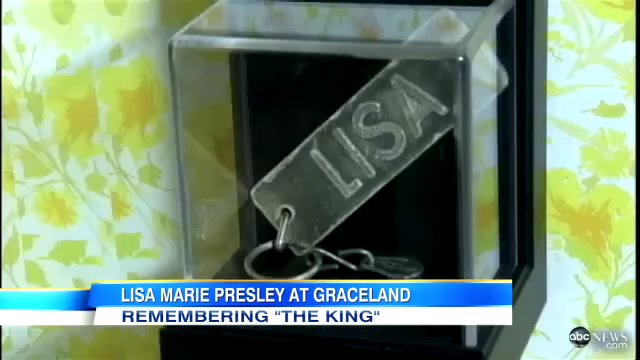 LISA
LISA MARIE PRESLEY AT GRACELAND
REMEMBERING "THE KING"
abc NEWS
.com